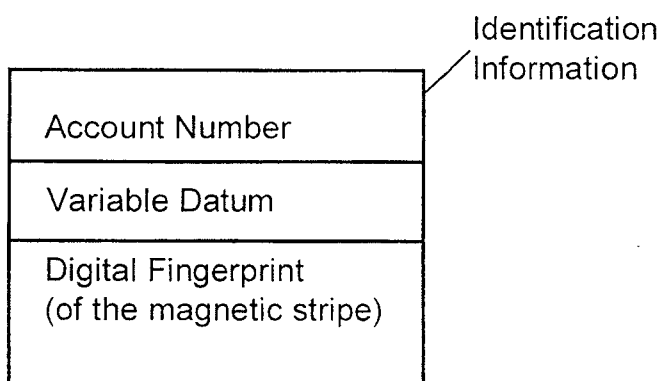 Identification
Information
Account Number
Variable Datum
Digital Fingerprint
(of the magnetic stripe)